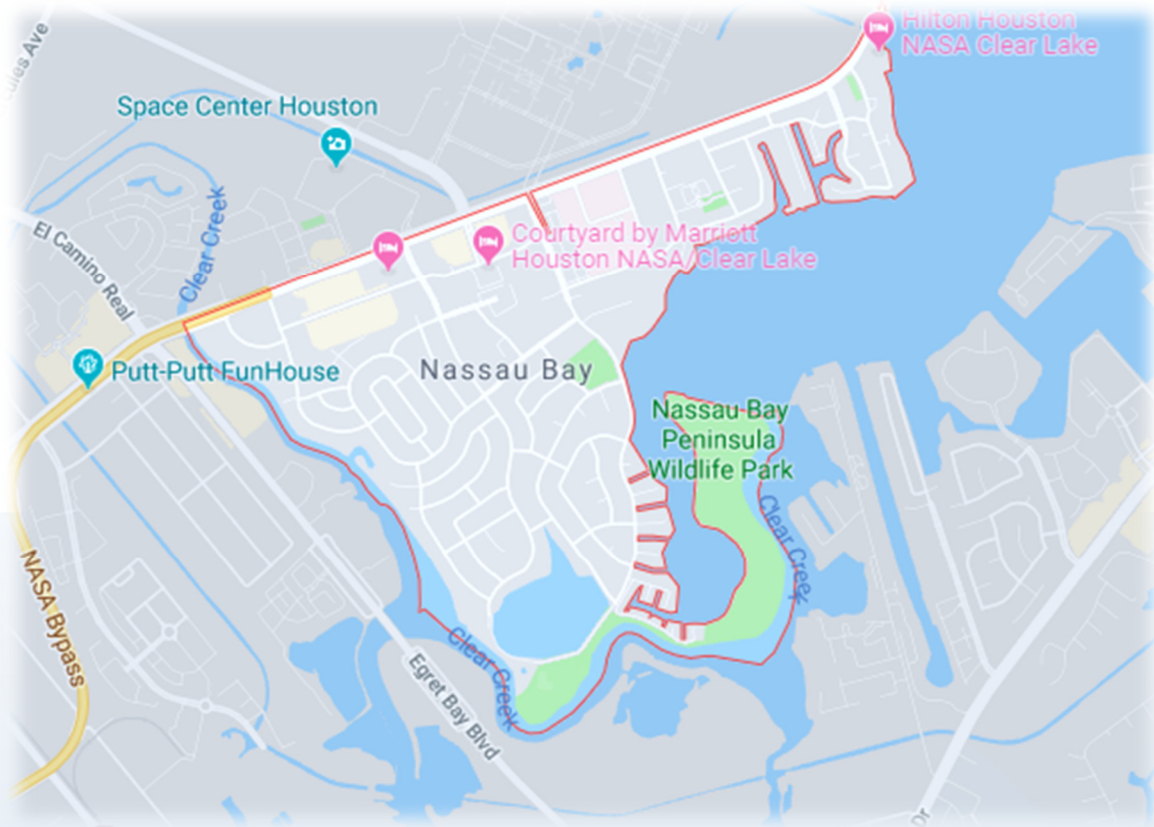 Hilton Houston
NASA Clear Lake
Space Center Houston
El Camino Real
Clear Creek
Courtyard by Marriott
Houston NASA/Clear Lake
Putt-Putt FunHouse
Nassau Bay
Nassau Bay
Peninsula
Wildlife Park
Clear Creek
NASA Bypass
Clear Creek
Egret Bay Blvd
Dr